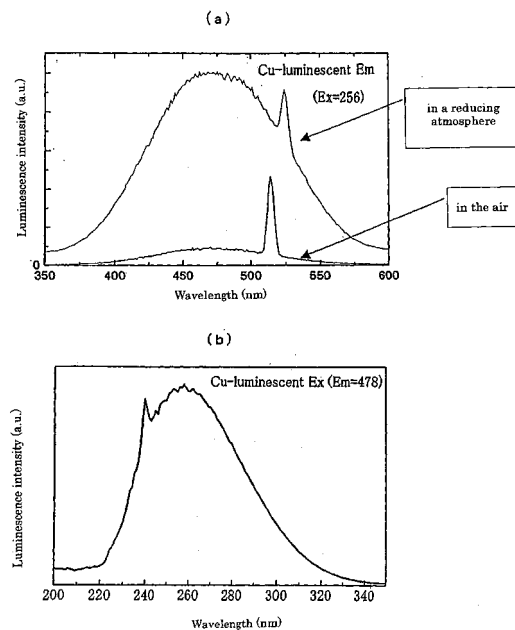 (a)
Cu-luminescent Em
(Ex=256)
in a reducing
atmosphere
in the air
Luminescence intensity (a.u.)
0
350 400 450 500 550 600
Wavelength (nm)
(b)
Cu-luminescent Ex (Em=478)
Luminescence intensity (a.u.)
200 220 240 260 280 300 320 340
Wavelength (nm)